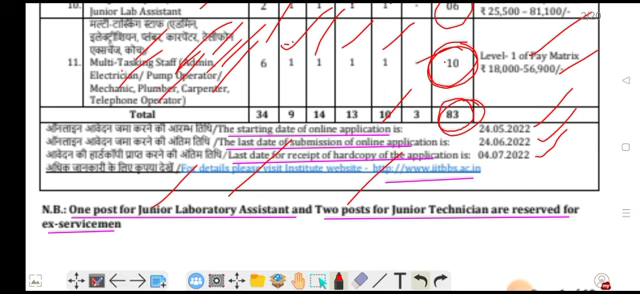 10. Junior Lab Assistant 2 1 1 1 1 06 ₹ 25,500 – 81,100/-
मल्टी-टास्किंग स्टाफ (एडमिन,
इलेक्ट्रीशियन, प्लंबर, कारपेंटर, टेलीफोन
एक्सचेंज, कोच)
11. Multi-Tasking Staff (Admin, 6 1 1 1 1 10 Level- 1 of Pay Matrix
Electrician/ Pump Operator/ ₹ 18,000-56,900/-
Mechanic, Plumber, Carpenter,
Telephone Operator)
Total 34 9 14 13 10 3 83
ऑनलाइन आवेदन जमा करने की आरम्भ तिथि/The starting date of online application is: 24.05.2022
ऑनलाइन आवेदन जमा करने की अंतिम तिथि/The last date of submission of online application is: 24.06.2022
आवेदन की हार्डकॉपी प्राप्त करने की अंतिम तिथि/Last date for receipt of hardcopy of the application is: 04.07.2022
अधिक जानकारी के लिए कृपया देखें /For details please visit Institute website - http://www.iitbbs.ac.in
N.B.: One post for Junior Laboratory Assistant and Two posts for Junior Technician are reserved for
ex-servicemen